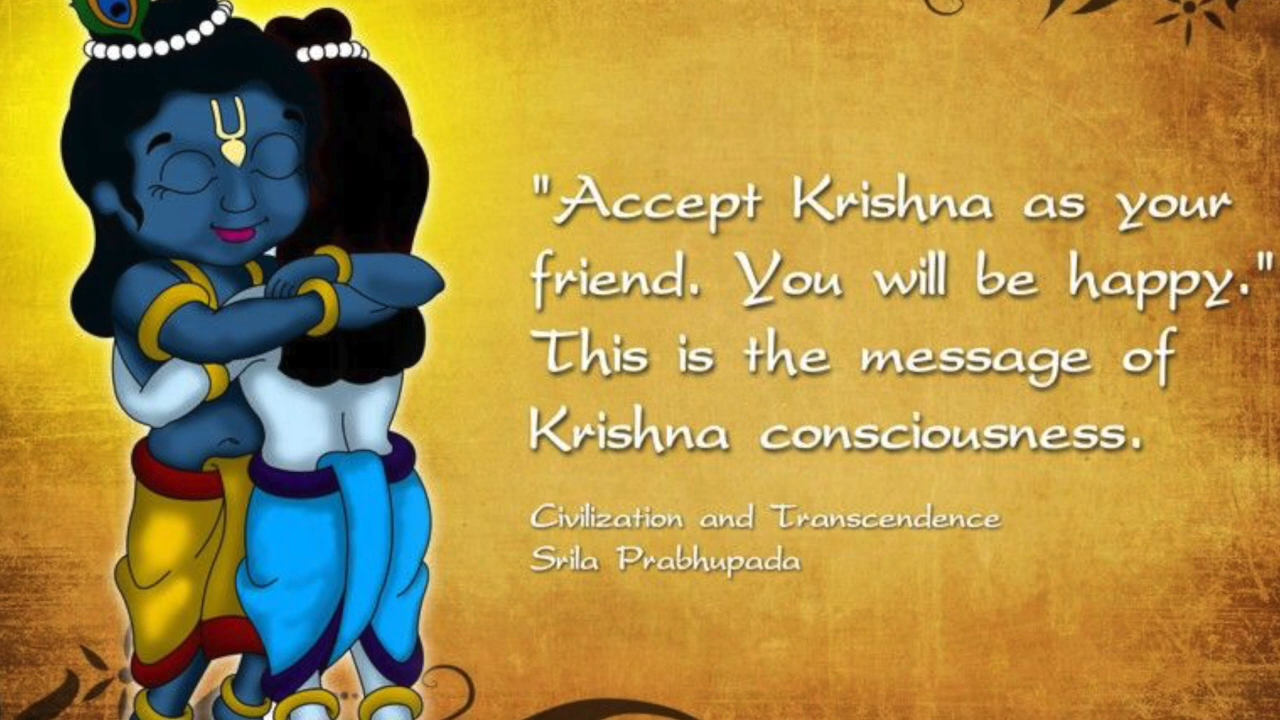 "Accept Krishna as your
friend. You will be happy."
This is the message of
Krishna consciousness.
Civilization and Transcendence
Srila Prabhupada